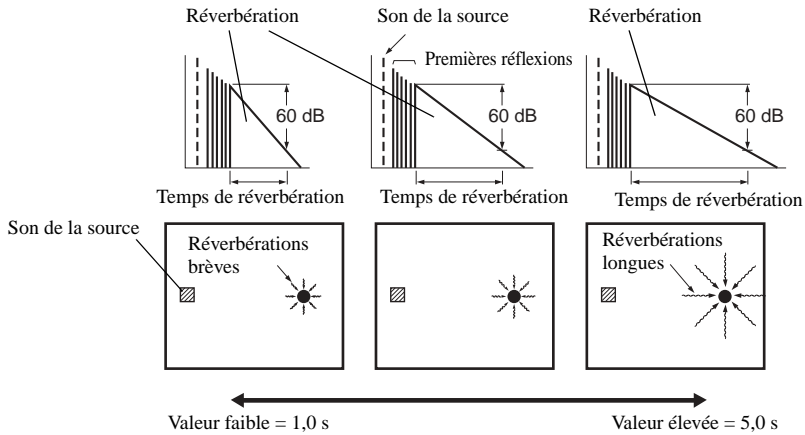 Réverbération
Son de la source
Réverbération
Premières réflexions
60 dB
60 dB
60 dB
Temps de réverbération
Temps de réverbération
Temps de réverbération
Son de la source
Réverbérations
brèves
Réverbérations
longues
Valeur faible = 1,0 s
Valeur élevée = 5,0 s